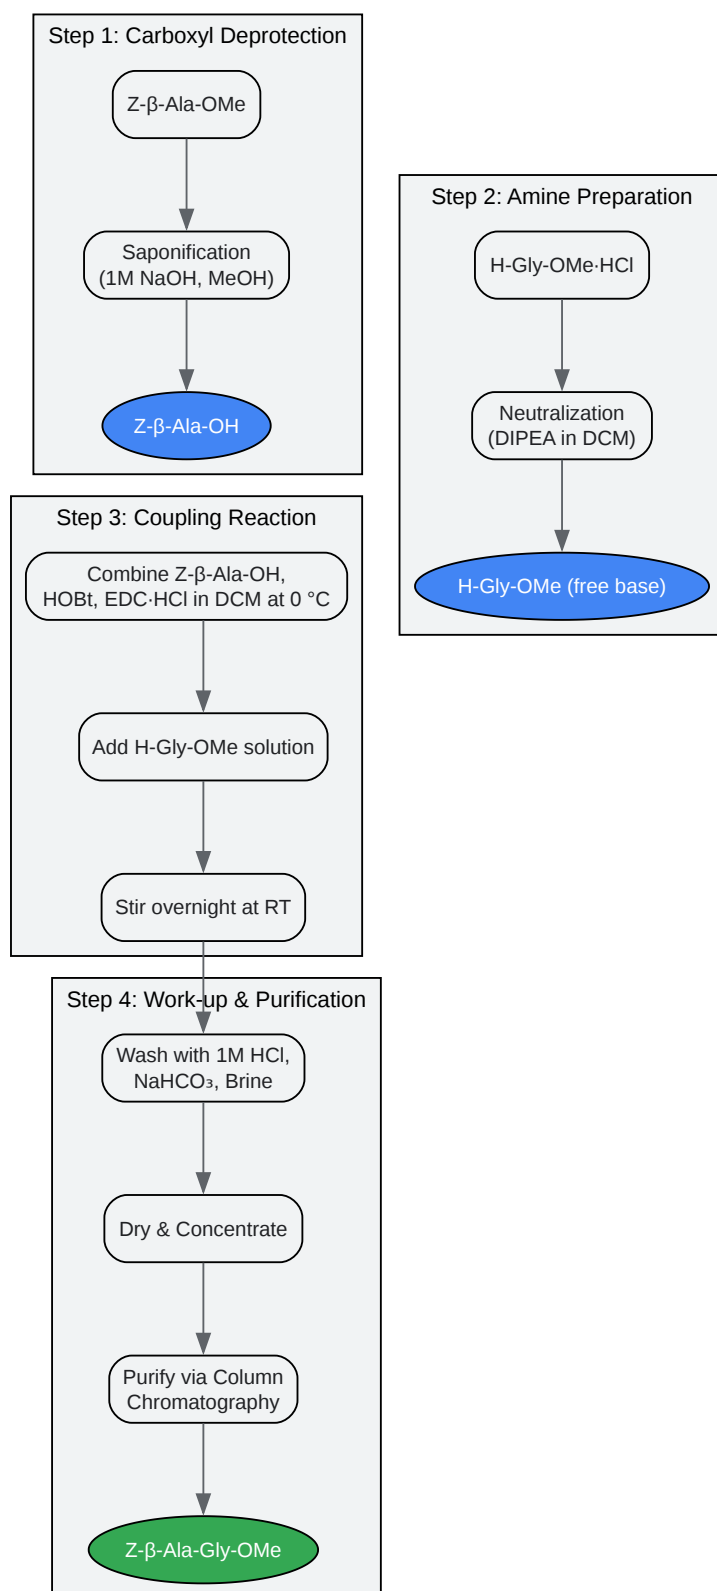 Step 1: Carboxyl Deprotection
Z-β-Ala-OMe
Saponification
(1M NaOH, MeOH)
Z-β-Ala-OH
Step 2: Amine Preparation
H-Gly-OMe·HCl
Neutralization
(DIPEA in DCM)
H-Gly-OMe (free base)
Step 3: Coupling Reaction
Combine Z-β-Ala-OH,
HOBt, EDC·HCl in DCM at 0 °C
Add H-Gly-OMe solution
Stir overnight at RT
Step 4: Work-up & Purification
Wash with 1M HCl,
NaHCO₃, Brine
Dry & Concentrate
Purify via Column
Chromatography
Z-β-Ala-Gly-OMe